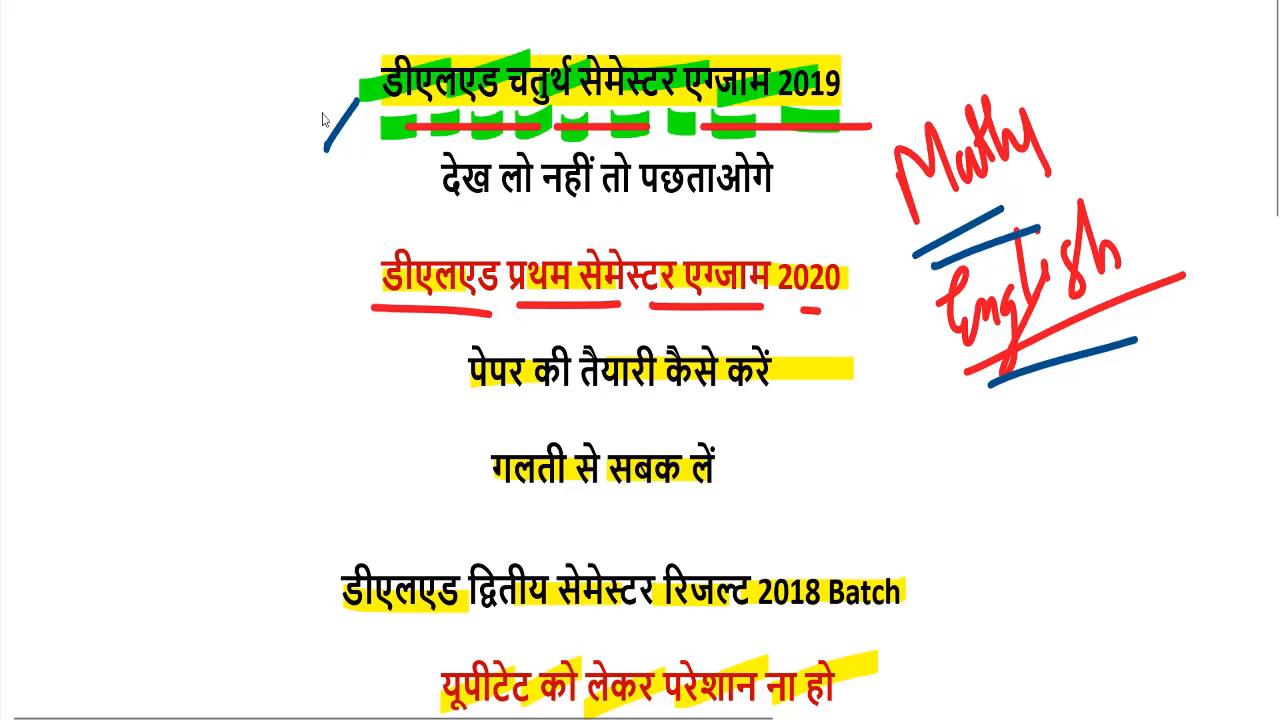 डीएलएड चतुर्थ सेमेस्टर एग्जाम 2019
देख लो नहीं तो पछताओगे
डीएलएड प्रथम सेमेस्टर एग्जाम 2020
पेपर की तैयारी कैसे करें
गलती से सबक लें
डीएलएड द्वितीय सेमेस्टर रिजल्ट 2018 Batch
यूपीटेट को लेकर परेशान ना हो
English